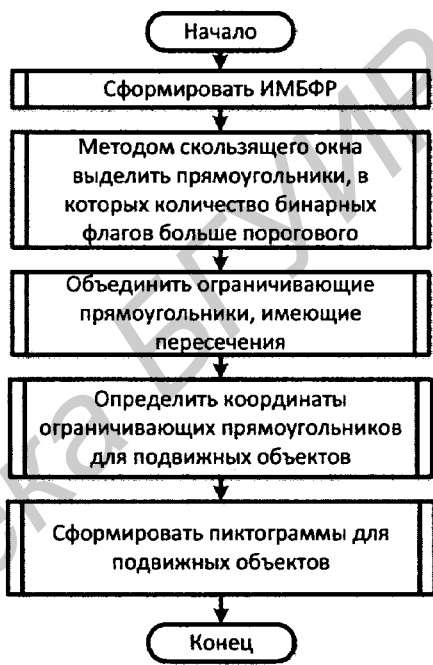 Начало
Сформировать ИМБФР
Методом скользящего окна
выделить прямоугольники, в
которых количество бинарных
флагов больше порогового
Объединить ограничивающие
прямоугольники, имеющие
пересечения
Определить координаты
ограничивающих прямоугольников
для подвижных объектов
Сформировать пиктограммы для
подвижных объектов
Конец